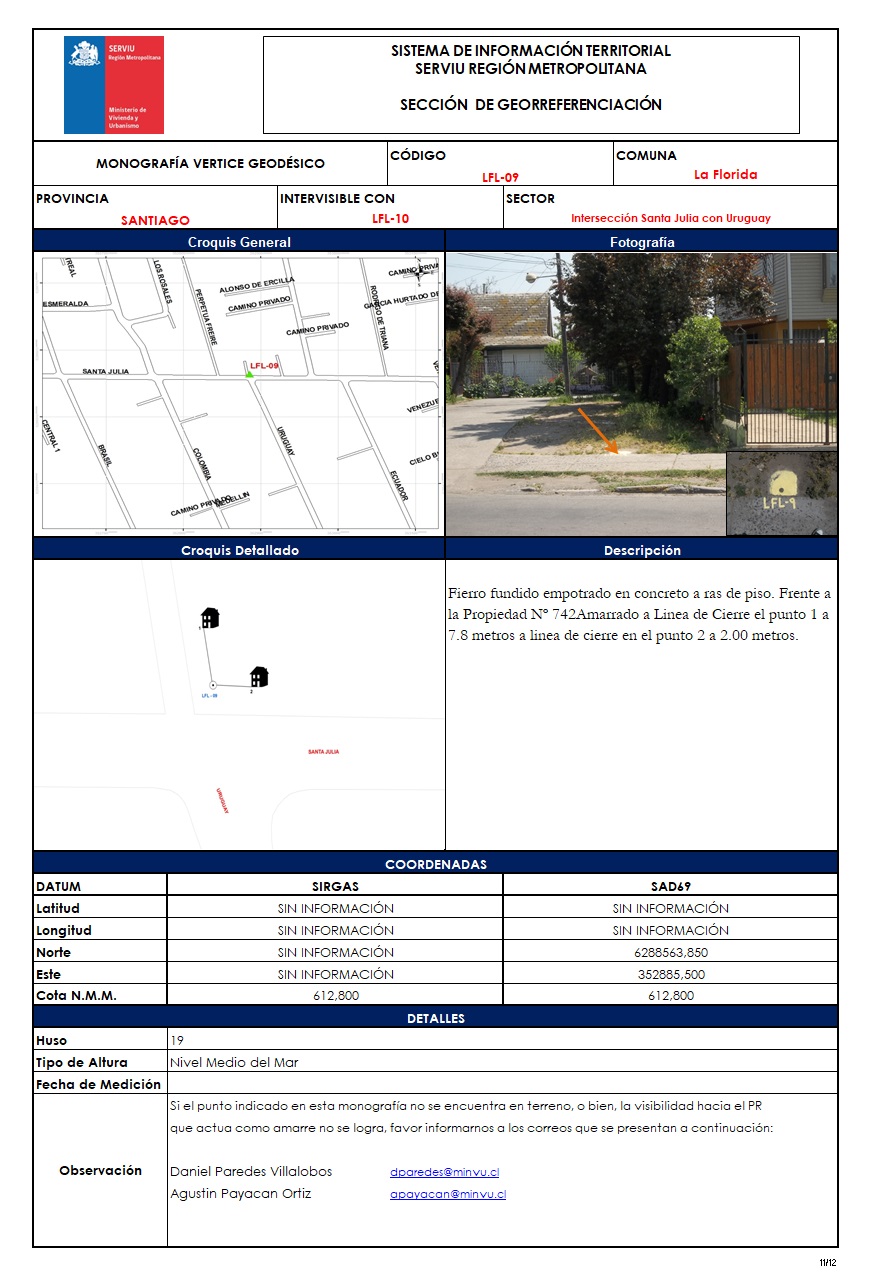 SERVIU
Región Metropolitana
Ministerio de
Vivienda y
Urbanismo
SISTEMA DE INFORMACIÓN TERRITORIAL
SERVIU REGIÓN METROPOLITANA
SECCIÓN DE GEORREFERENCIACIÓN
MONOGRAFÍA VERTICE GEODÉSICO
CÓDIGO
LFL-09
COMUNA
La Florida
PROVINCIA
SANTIAGO
INTERVISIBLE CON
LFL-10
SECTOR
Intersección Santa Julia con Uruguay
Croquis General
Fotografía
LOS ROSALES
PERPETUA FREIRE
ALONSO DE ERCILLA
CAMINO PRIVADO
CAMINO PRIVA
GARCIA HURTADO DE
RODRIGO DE TRIANA
ESMERALDA
CAMINO PRIVADO
LFL-09
SANTA JULIA
VENEZUE
CENTRAL 1
BRASIL
COLOMBIA
URUGUAY
CIELO B
ECUADOR
CAMINO PRIVADO
MEDELLIN
LFL-9
Croquis Detallado
Descripción
1
2
LFL - 09
SANTA JULIA
URUGUAY
Fierro fundido empotrado en concreto a ras de piso. Frente a
la Propiedad Nº 742Amarrado a Linea de Cierre el punto 1 a
7.8 metros a linea de cierre en el punto 2 a 2.00 metros.
COORDENADAS
DATUM SIRGAS SAD69
Latitud SIN INFORMACIÓN SIN INFORMACIÓN
Longitud SIN INFORMACIÓN SIN INFORMACIÓN
Norte SIN INFORMACIÓN 6288563,850
Este SIN INFORMACIÓN 352885,500
Cota N.M.M. 612,800 612,800
DETALLES
Huso 19
Tipo de Altura Nivel Medio del Mar
Fecha de Medición
Observación
Si el punto indicado en esta monografía no se encuentra en terreno, o bien, la visibilidad hacia el PR
que actua como amarre no se logra, favor informarnos a los correos que se presentan a continuación:
Daniel Paredes Villalobos dparedes@minvu.cl
Agustin Payacan Ortiz apayacan@minvu.cl
11/12